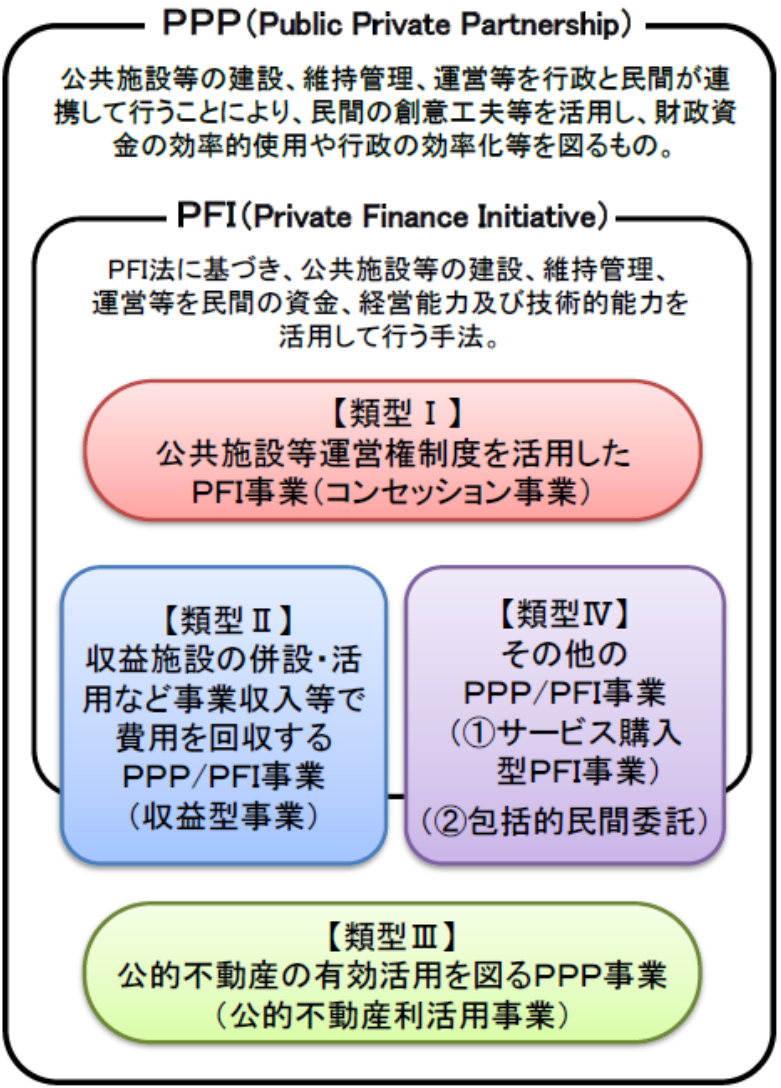 PPP(Public Private Partnership)
公共施設等の建設、維持管理、運営等を行政と民間が連
携して行うことにより、民間の創意工夫等を活用し、財政資
金の効率的使用や行政の効率化等を図るもの。
PFI(Private Finance Initiative)
PFI法に基づき、公共施設等の建設、維持管理、
運営等を民間の資金、経営能力及び技術的能力を
活用して行う手法。
【類型Ⅰ】
公共施設等運営権制度を活用した
PFI事業(コンセッション事業)
【類型Ⅱ】
収益施設の併設・活
用など事業収入等で
費用を回収する
PPP/PFI事業
(収益型事業)
【類型Ⅳ】
その他の
PPP/PFI事業
(①サービス購入
型PFI事業)
(②包括的民間委託)
【類型Ⅲ】
公的不動産の有効活用を図るPPP事業
(公的不動産利活用事業)